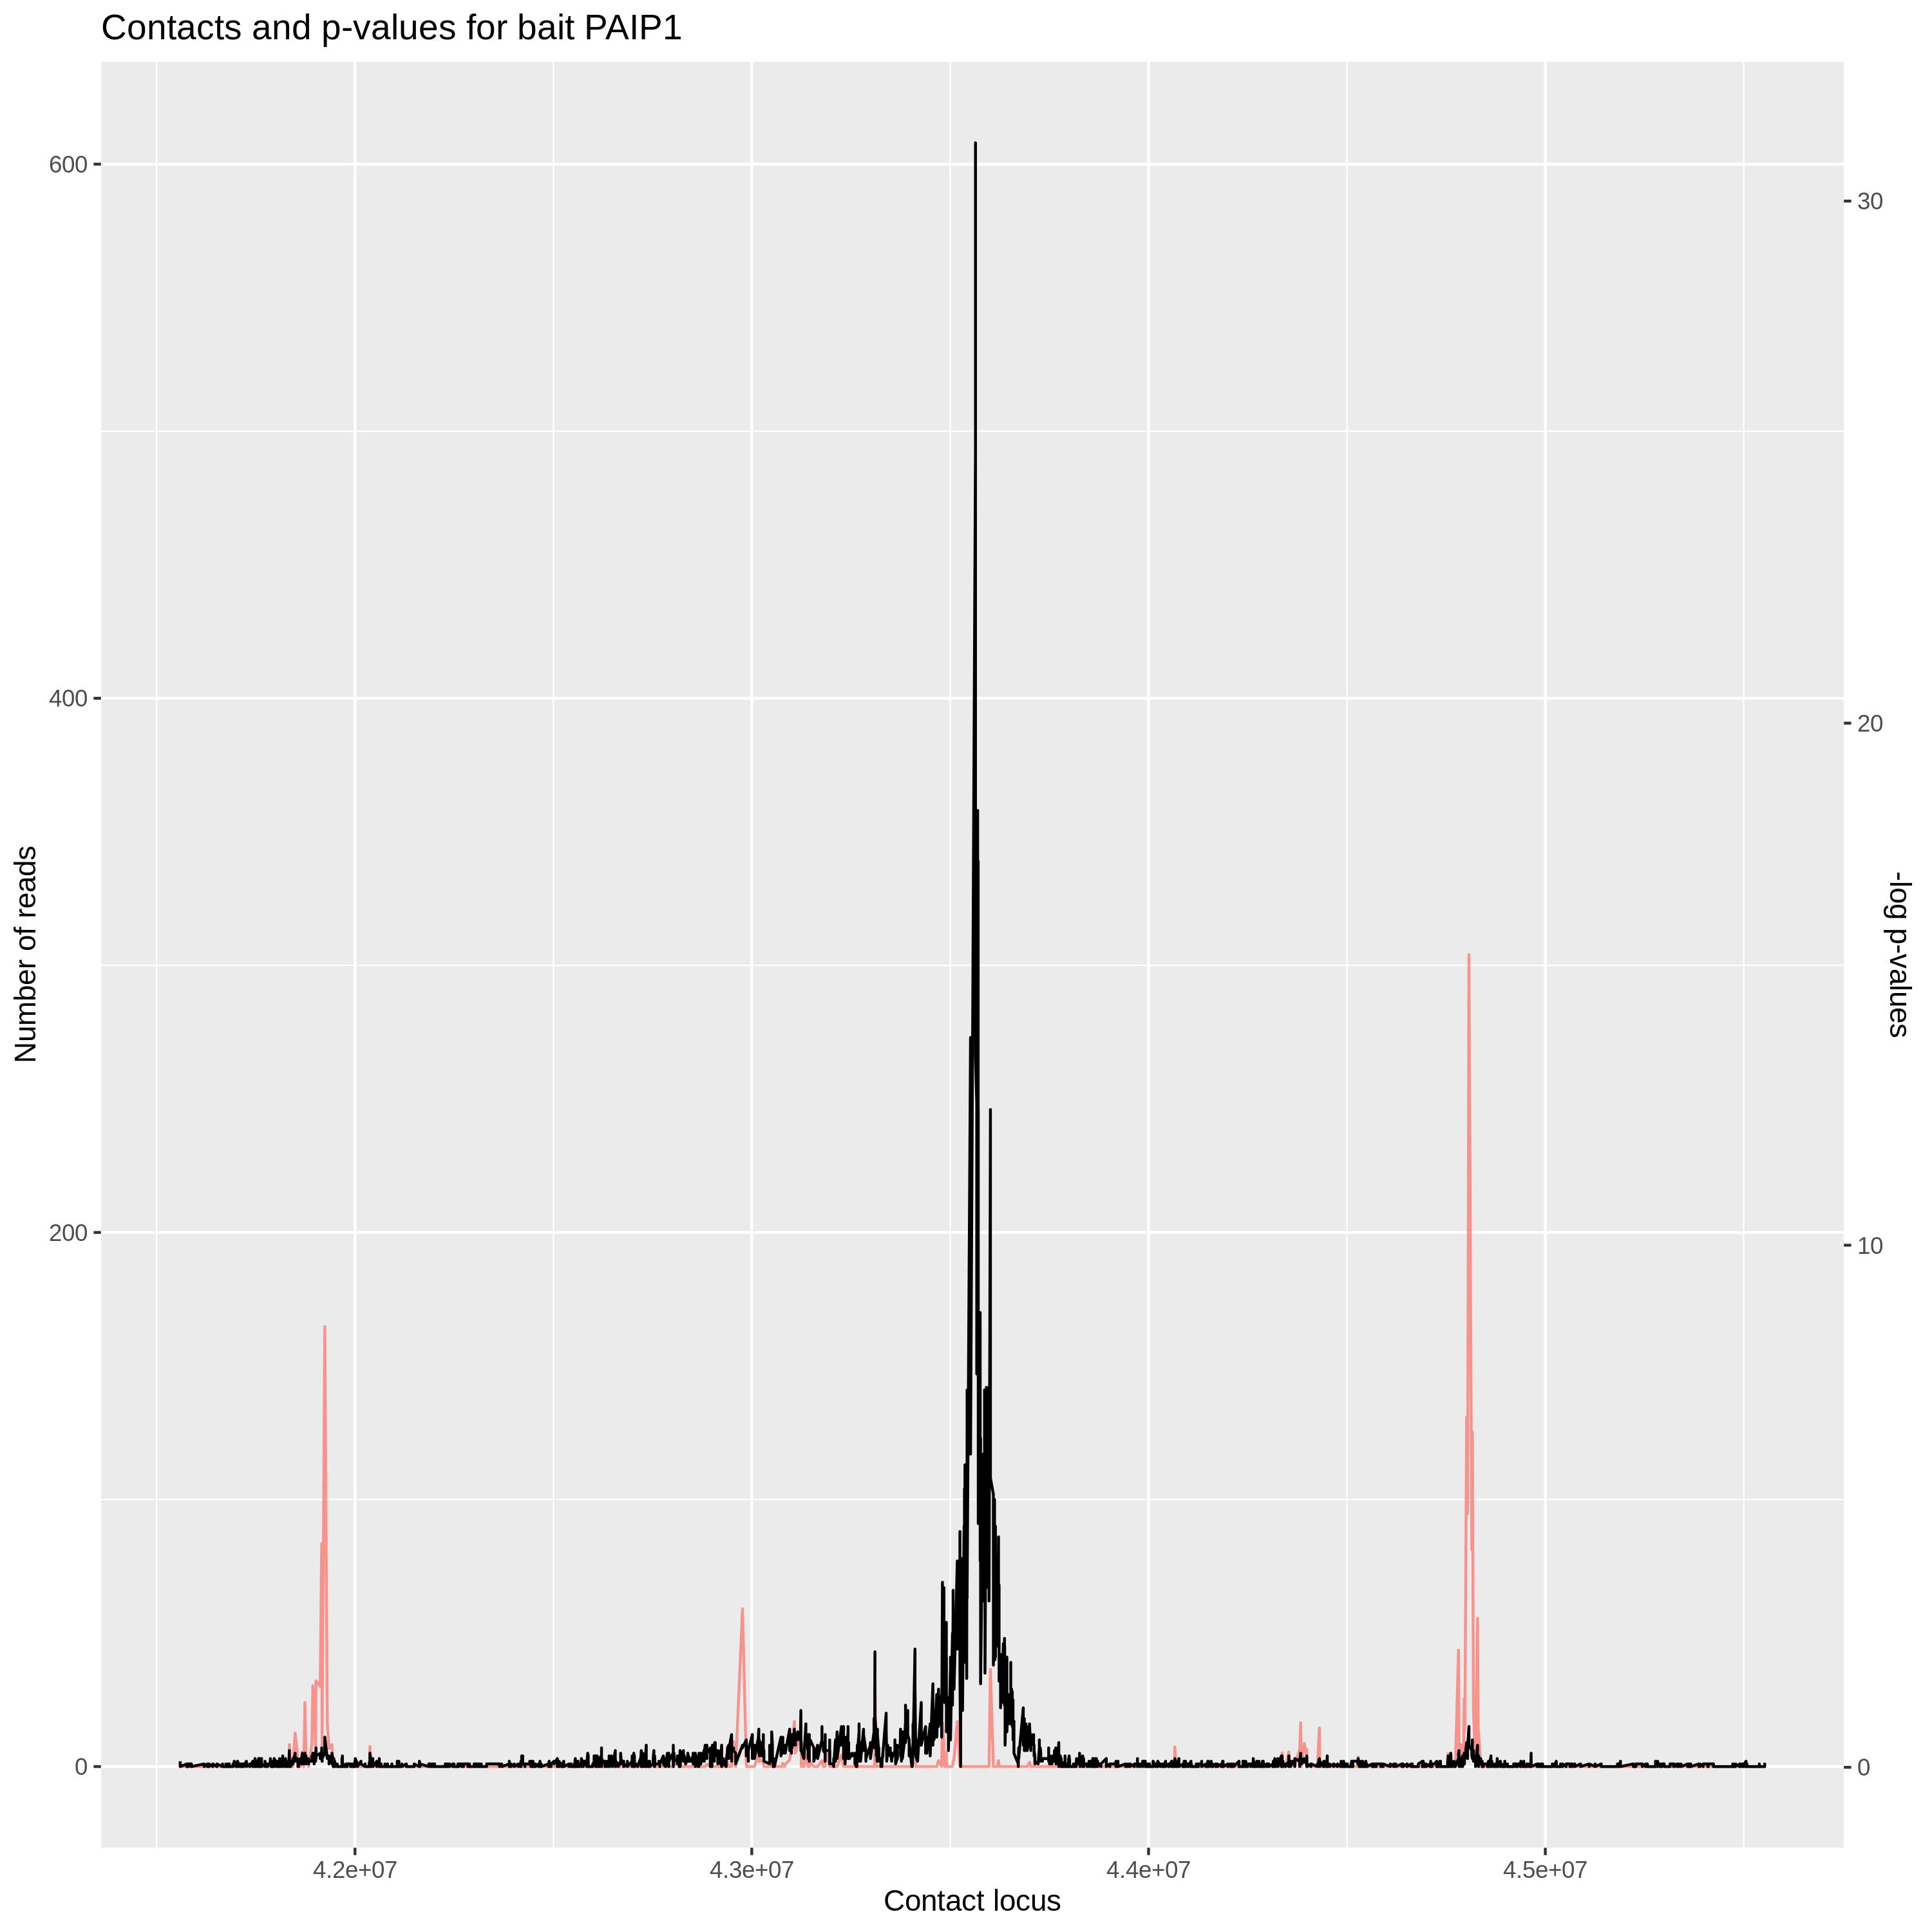 Contacts and p-values for bait PAIP1
600
400
200
0
Number of reads
30
20
10
0
-log p-values
4.2e+07
4.3e+07
4.4e+07
4.5e+07
Contact locus